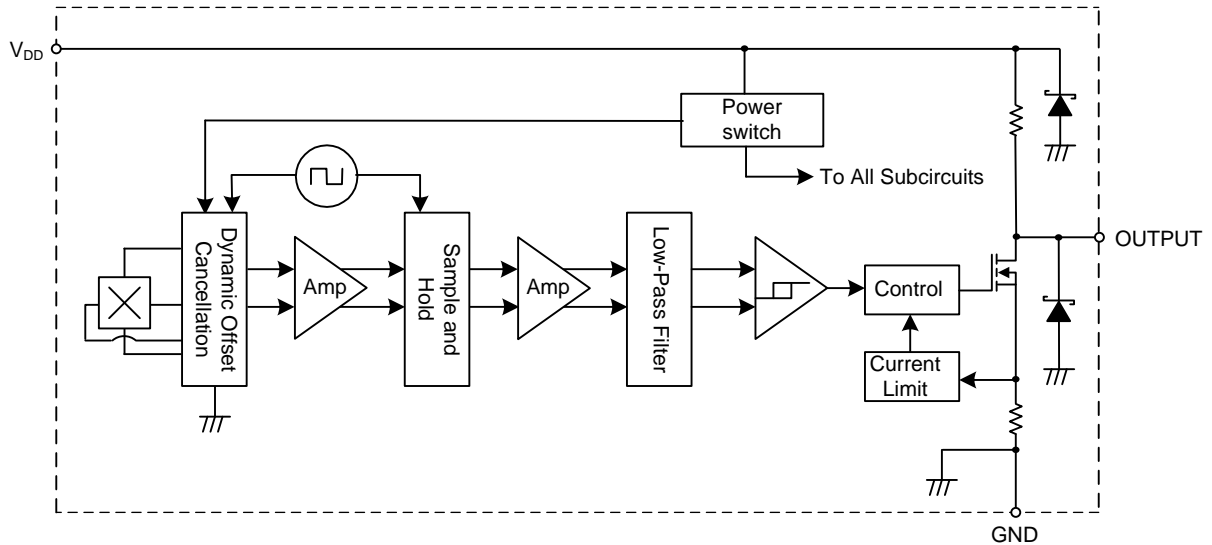 VDD
Power
switch
To All Subcircuits
OUTPUT
Dynamic Offset
Cancellation
Amp
Sample and
Hold
Amp
Low-Pass Filter
Control
Current
Limit
GND